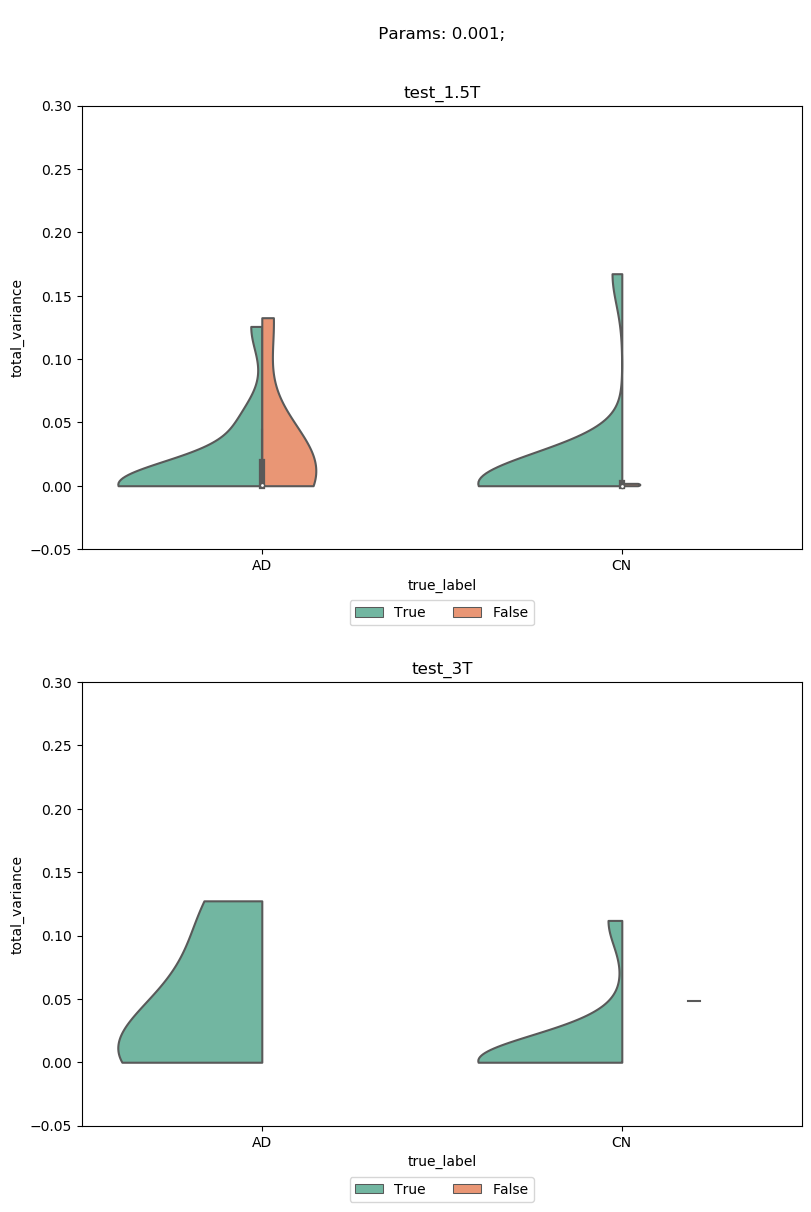 Params: 0.001;
test_1.5T
0.30
0.25
0.20
0.15
0.10
0.05
0.00
−0.05
total_variance
AD CN
true_label
True False
test_3T
0.30
0.25
0.20
0.15
0.10
0.05
0.00
−0.05
total_variance
AD CN
true_label
True False